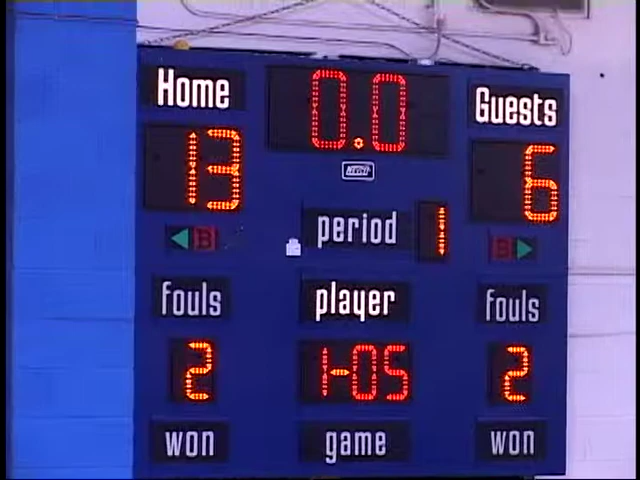 Home 0.0 Guests
13 6
period 1
B B
fouls player fouls
2 1-05 2
won game won